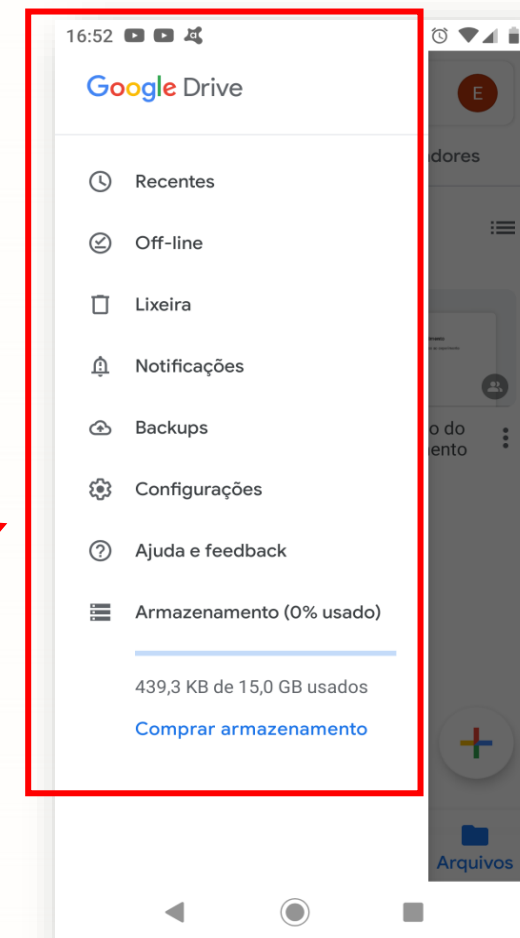 16:52
Google Drive
E
dores
Recentes
Off-line
Lixeira
Notificações
Backups
o do
ento
Configurações
Ajuda e feedback
Armazenamento (0% usado)
439,3 KB de 15,0 GB usados
Comprar armazenamento
Arquivos